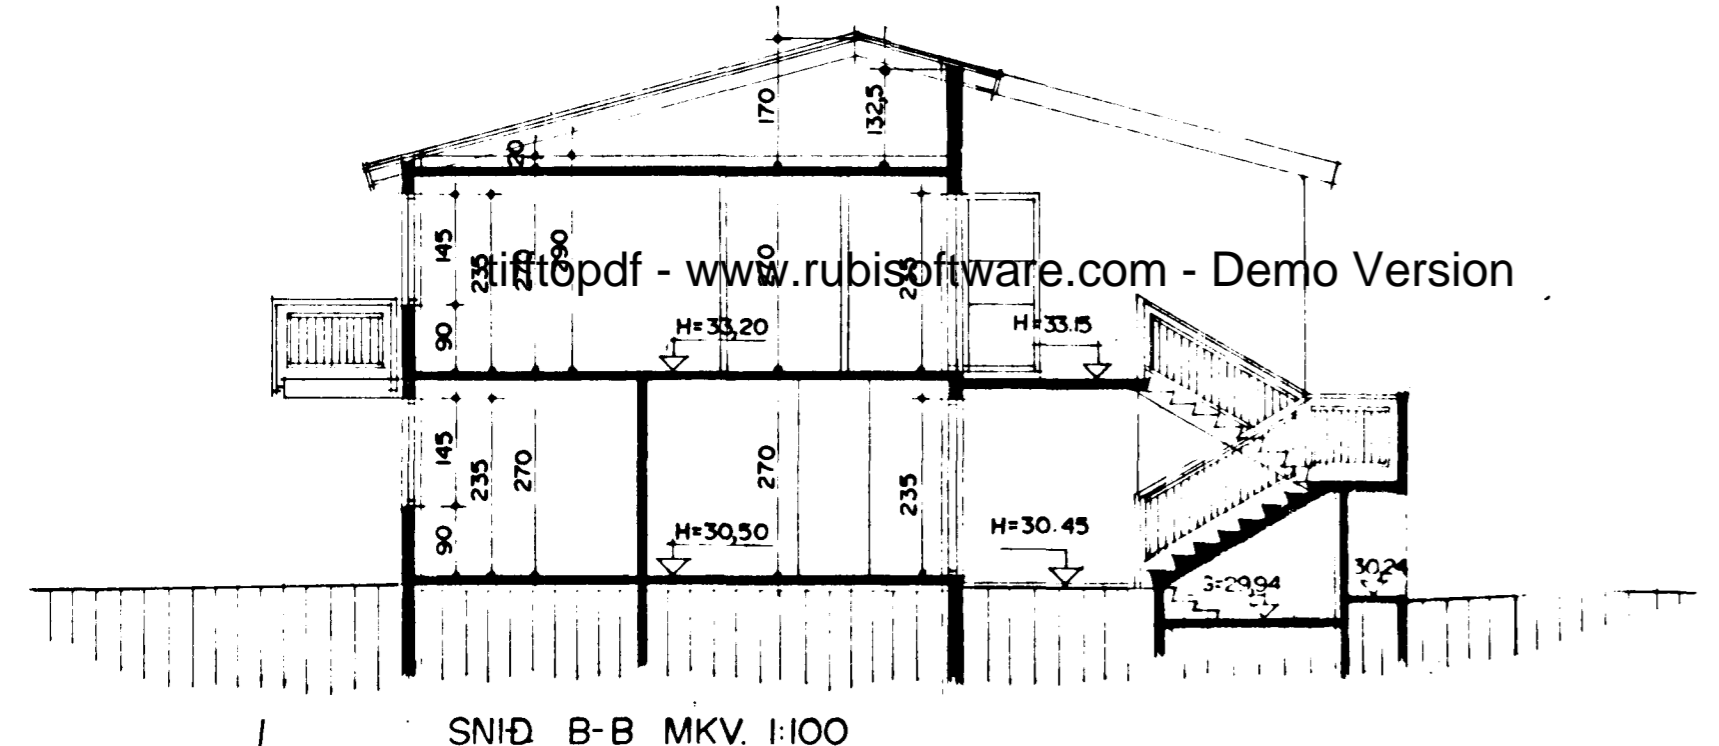 170
132,5
20
145
235
270
290
270
235
tifftopdf - www.rubisoftware.com - Demo Version
90
H=33,20
H=33.15
145
235
270
270
235
90
H=30,50
H=30.45
G=29,94
30,24
SNIÐ B-B MKV. 1:100